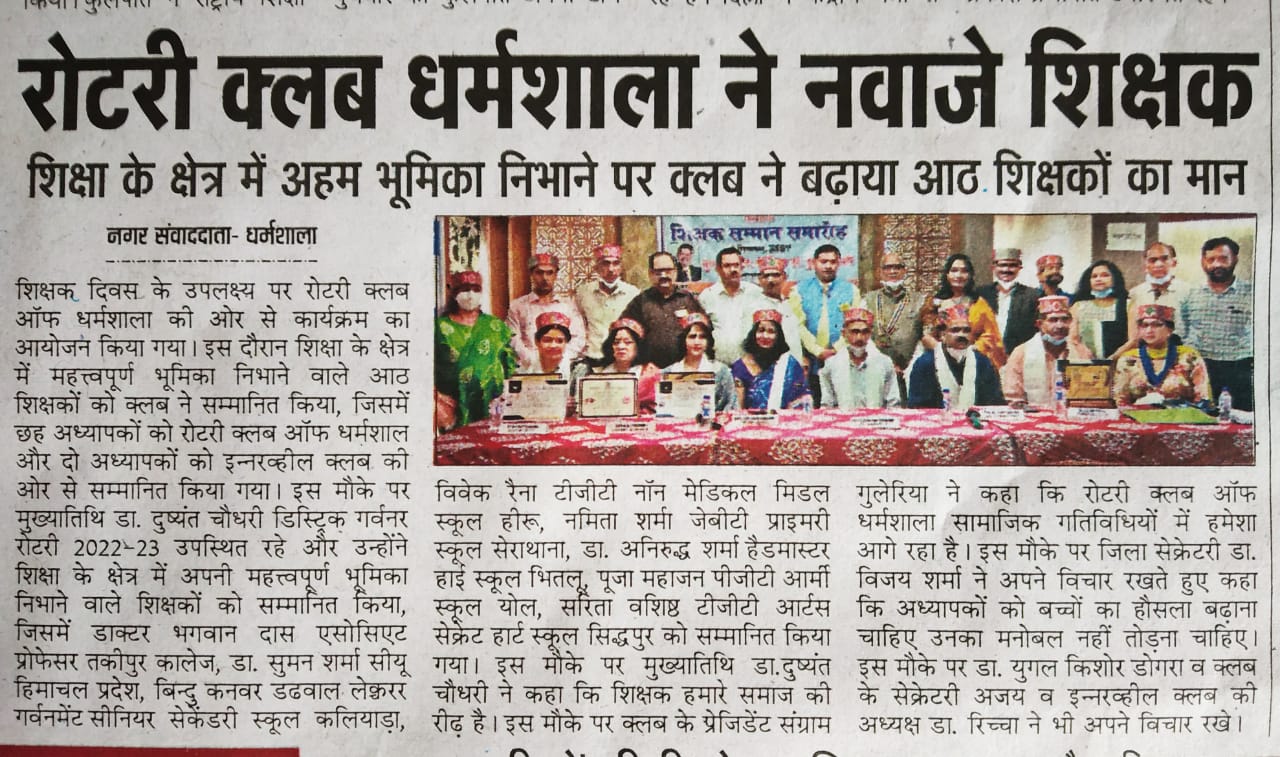 रोटरी क्लब धर्मशाला ने नवाजे शिक्षक
शिक्षा के क्षेत्र में अहम भूमिका निभाने पर क्लब ने बढ़ाया आठ शिक्षकों का मान
नगर संवाददाता- धर्मशाला
शिक्षक दिवस के उपलक्ष्य पर रोटरी क्लब
ऑफ धर्मशाला की ओर से कार्यक्रम का
आयोजन किया गया। इस दौरान शिक्षा के क्षेत्र
में महत्त्वपूर्ण भूमिका निभाने वाले आठ
शिक्षकों को क्लब ने सम्मानित किया, जिसमें
छह अध्यापकों को रोटरी क्लब आफ धर्मशाल
और दो अध्यापकों को इन्नरव्हील क्लब की
ओर से सम्मानित किया गया। इस मौके पर
मुख्यातिथि डा. दुष्यंत चौधरी डिस्ट्रिक गर्वनर
रोटरी 2022-23 उपस्थित रहे और उन्होंने
शिक्षा के क्षेत्र में अपनी महत्त्वपूर्ण भूमिका
निभाने वाले शिक्षकों को सम्मानित किया,
जिसमें डाक्टर भगवान दास एसोसिएट
प्रोफेसर तकीपुर कालेज, डा. सुमन शर्मा सीयू
हिमाचल प्रदेश, बिन्दु कनवर डढवाल लेक्चरर
गर्वनमेंट सीनियर सेकेंडरी स्कूल कलियाड़ा,
शिक्षक सम्मान समारोह
विवेक रैना टीजीटी नॉन मेडिकल मिडल
स्कूल हीरू, नमिता शर्मा जेबीटी प्राइमरी
स्कूल सेराथाना, डा. अनिरुद्ध शर्मा हैडमास्टर
हाई स्कूल भितलू, पूजा महाजन पीजीटी आर्मी
स्कूल योल, सरिता वशिष्ठ टीजीटी आर्टस
सेक्रेट हार्ट स्कूल सिद्धपुर को सम्मानित किया
गया। इस मौके पर मुख्यातिथि डा.दुष्यंत
चौधरी ने कहा कि शिक्षक हमारे समाज की
रीढ़ है। इस मौके पर क्लब के प्रेजिडेंट संग्राम
गुलेरिया ने कहा कि रोटरी क्लब ऑफ
धर्मशाला सामाजिक गतिविधियों में हमेशा
आगे रहा है। इस मौके पर जिला सेक्रेटरी डा.
विजय शर्मा ने अपने विचार रखते हुए कहा
कि अध्यापकों को बच्चों का हौसला बढ़ाना
चाहिए उनका मनोबल नहीं तोड़ना चाहिए।
इस मौके पर डा. युगल किशोर डोंगरा व क्लब
के सेक्रेटरी अजय व इन्नरव्हील क्लब की
अध्यक्ष डा. रिच्चा ने भी अपने विचार रखे।